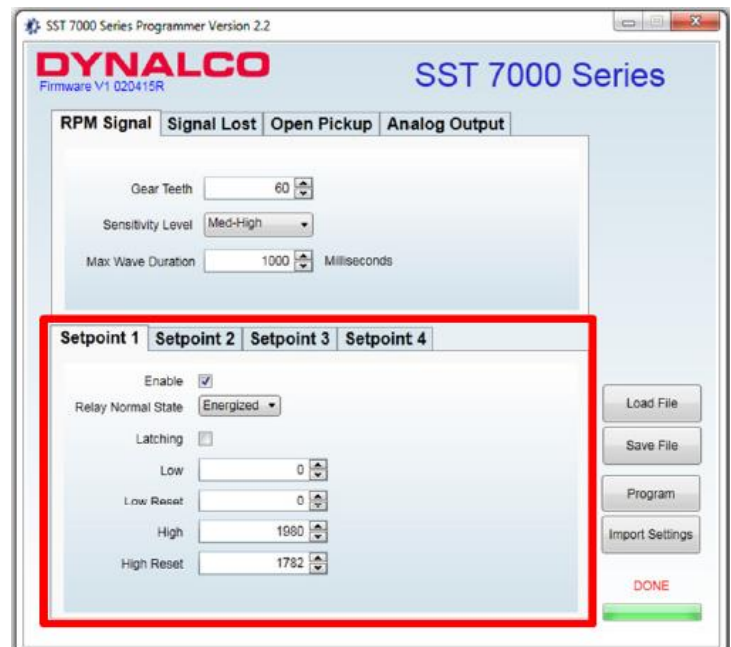 SST 7000 Series Programmer Version 2.2
DYNALCO
Firmware V1 020415R
SST 7000 Series
RPM Signal Signal Lost Open Pickup Analog Output
Gear Teeth 60
Sensitivity Level Med-High
Max Wave Duration 1000 Milliseconds
Setpoint 1 Setpoint 2 Setpoint 3 Setpoint 4
Enable
Relay Normal State Energized
Latching
Low 0
Low Reset 0
High 1980
High Reset 1782
Load File
Save File
Program
Import Settings
DONE